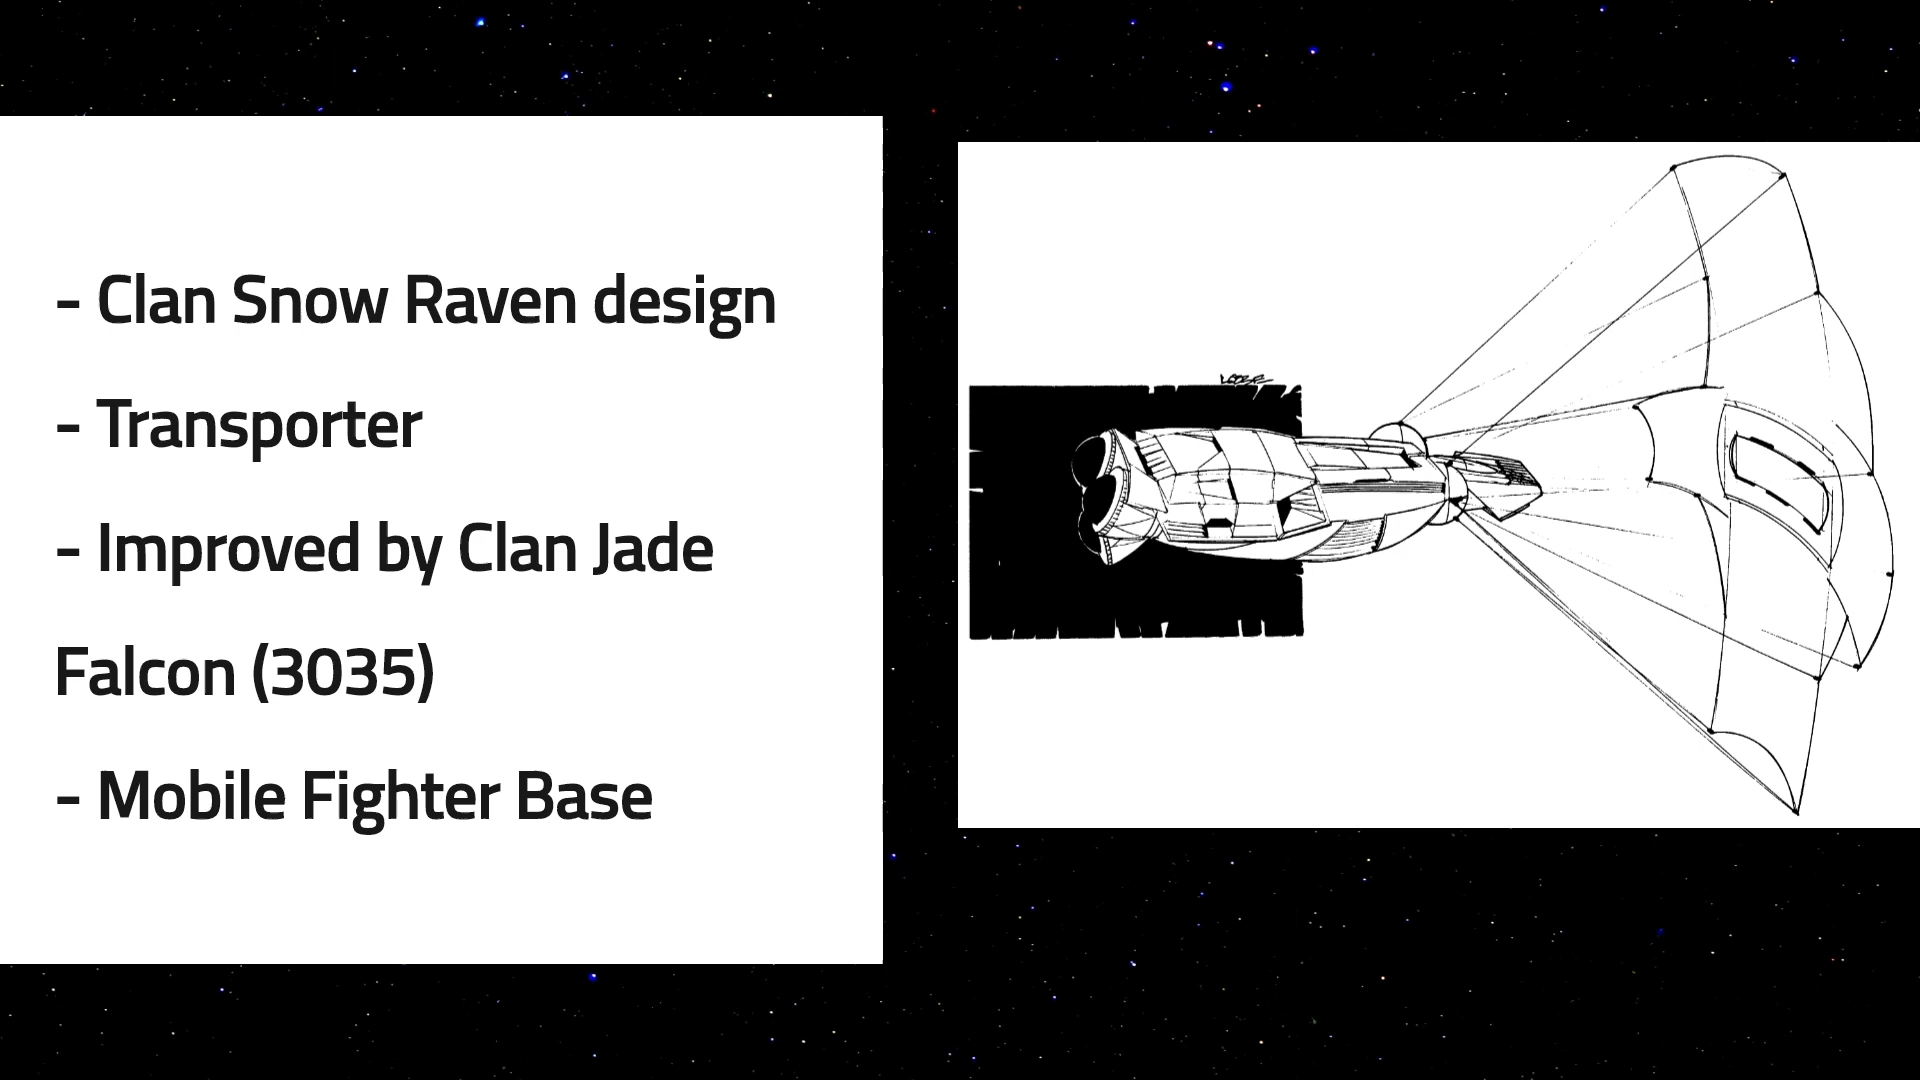 - Clan Snow Raven design
- Transporter
- Improved by Clan Jade
Falcon (3035)
- Mobile Fighter Base